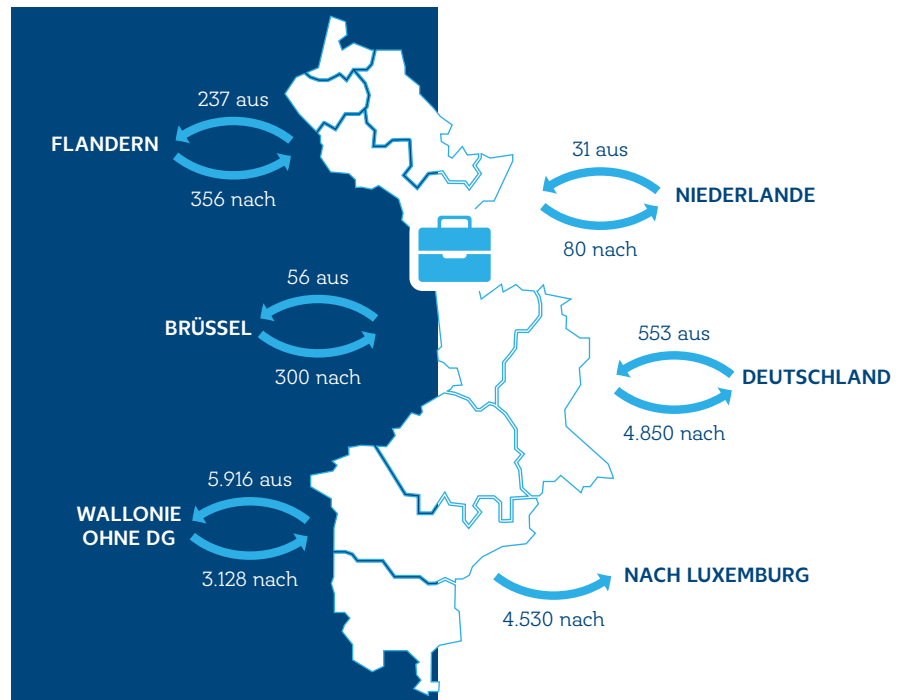 237 aus
FLANDERN
356 nach
31 aus
NIEDERLANDE
80 nach
56 aus
BRÜSSEL
300 nach
553 aus
DEUTSCHLAND
4.850 nach
5.916 aus
WALLONIE
OHNE DG
3.128 nach
NACH LUXEMBURG
4.530 nach